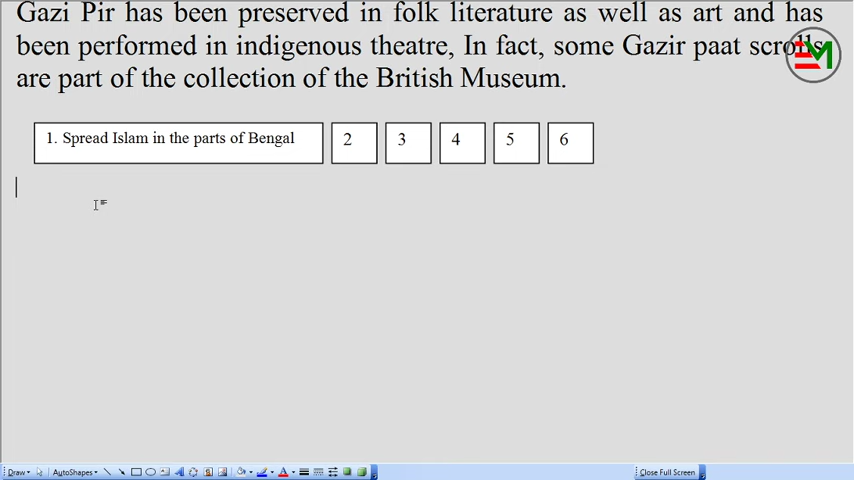 Gazi Pir has been preserved in folk literature as well as art and has
been performed in indigenous theatre, In fact, some Gazir paat scrolls
are part of the collection of the British Museum.
1. Spread Islam in the parts of Bengal 2 3 4 5 6
Draw AutoShapes Close Full Screen